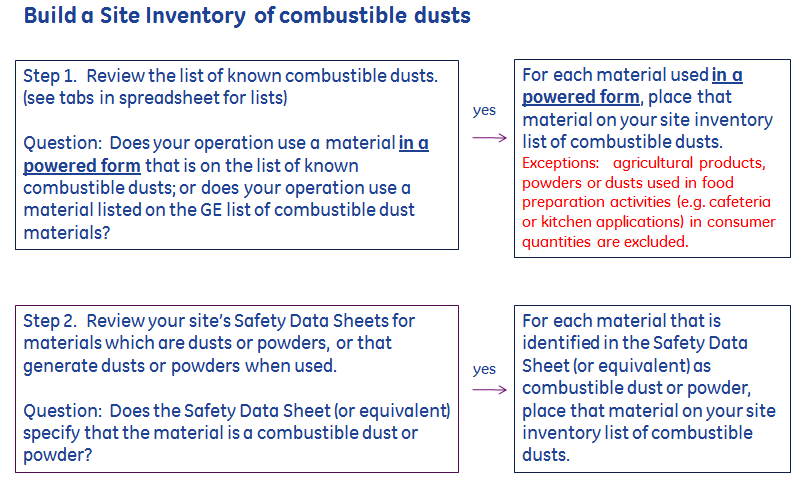 Build a Site Inventory of combustible dusts
Step 1. Review the list of known combustible dusts.
(see tabs in spreadsheet for lists)
Question: Does your operation use a material in a
powered form that is on the list of known
combustible dusts; or does your operation use a
material listed on the GE list of combustible dust
materials?
yes
For each material used in a
powered form, place that
material on your site inventory
list of combustible dusts.
Exceptions: agricultural products,
powders or dusts used in food
preparation activities (e.g. cafeteria
or kitchen applications) in consumer
quantities are excluded.
Step 2. Review your site's Safety Data Sheets for
materials which are dusts or powders, or that
generate dusts or powders when used.
Question: Does the Safety Data Sheet (or equivalent)
specify that the material is a combustible dust or
powder?
yes
For each material that is
identified in the Safety Data
Sheet (or equivalent) as
combustible dust or powder,
place that material on your site
inventory list of combustible
dusts.